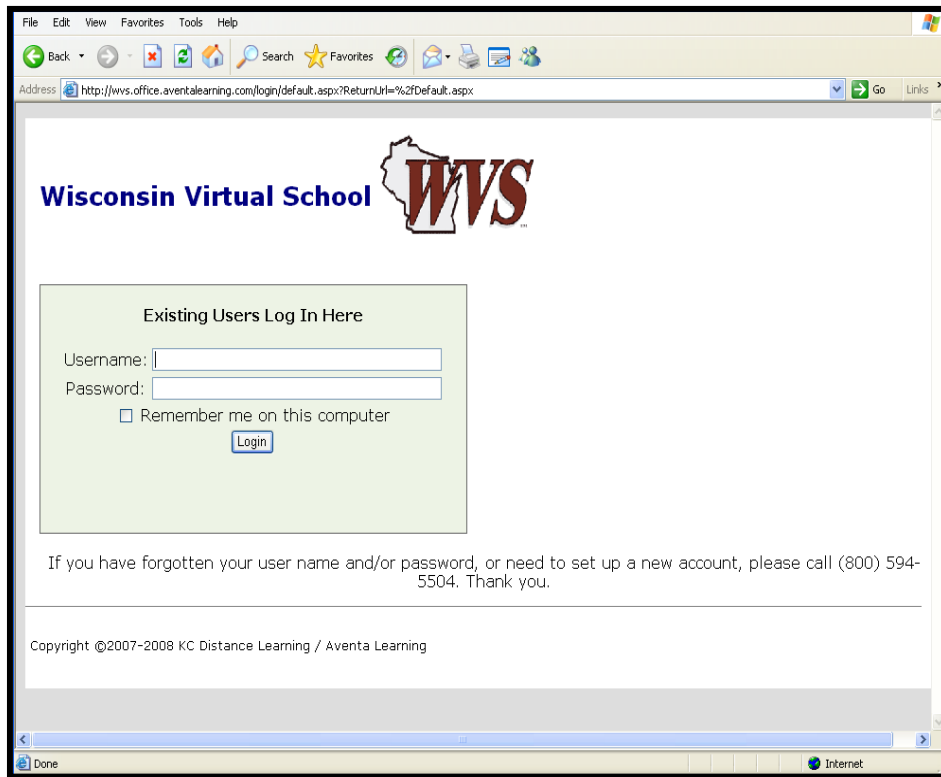 File Edit View Favorites Tools Help
Back Search Favorites
Address http://wvs.office.aventalearning.com/login/default.aspx?ReturnUrl=%2fDefault.aspx Go Links
Wisconsin Virtual School WVS
Existing Users Log In Here
Username:
Password:
Remember me on this computer
Login
If you have forgotten your user name and/or password, or need to set up a new account, please call (800) 594-
5504. Thank you.
Copyright ©2007-2008 KC Distance Learning / Aventa Learning
Done Internet